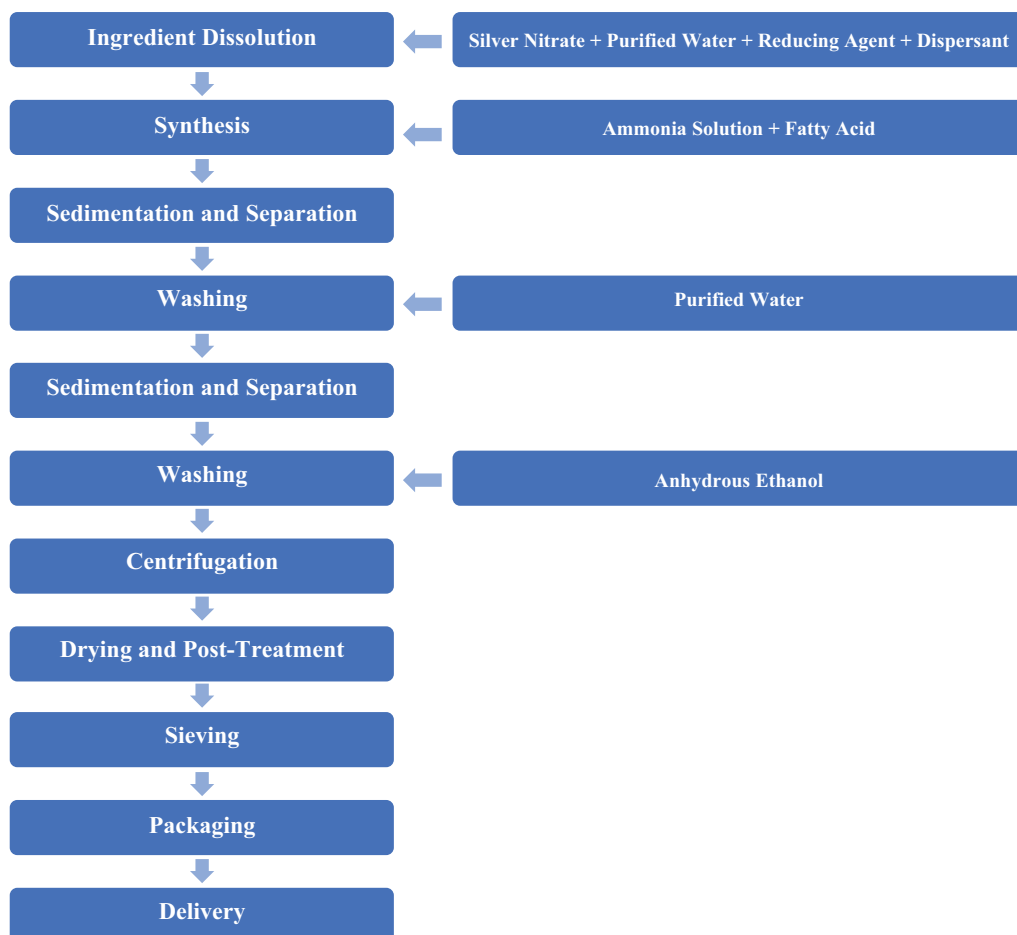 Ingredient Dissolution
Silver Nitrate + Purified Water + Reducing Agent + Dispersant
Synthesis
Ammonia Solution + Fatty Acid
Sedimentation and Separation
Washing
Purified Water
Sedimentation and Separation
Washing
Anhydrous Ethanol
Centrifugation
Drying and Post-Treatment
Sieving
Packaging
Delivery